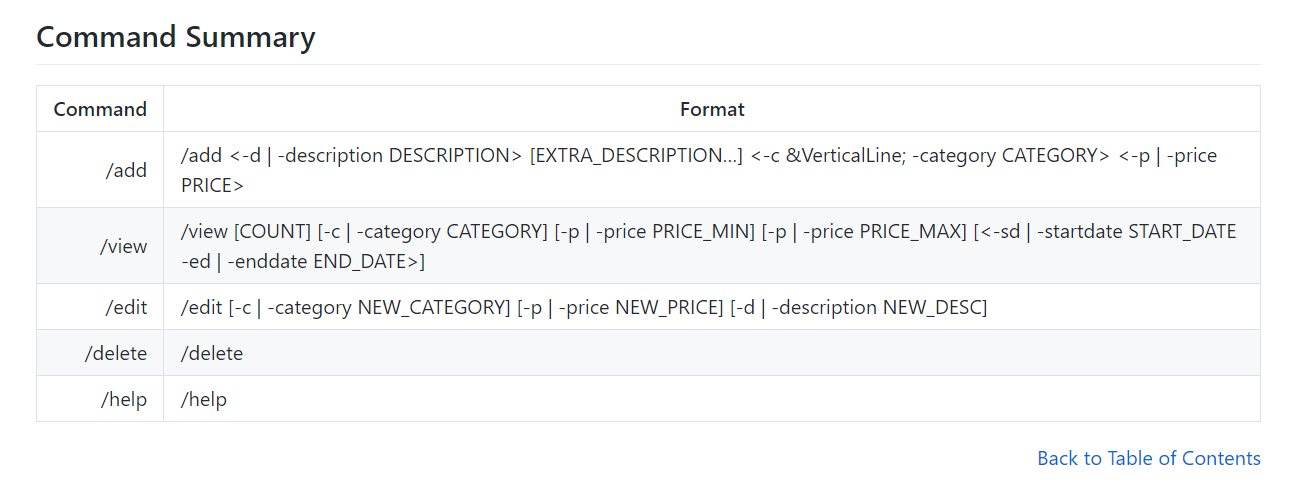 Command Summary
Command Format
/add /add <-d | -description DESCRIPTION> [EXTRA_DESCRIPTION...] <-c &VerticalLine; -category CATEGORY> <-p | -price
PRICE>
/view /view [COUNT] [-c | -category CATEGORY] [-p | -price PRICE_MIN] [-p | -price PRICE_MAX] [<-sd | -startdate START_DATE
-ed | -enddate END_DATE>]
/edit /edit [-c | -category NEW_CATEGORY] [-p | -price NEW_PRICE] [-d | -description NEW_DESC]
/delete /delete
/help /help
Back to Table of Contents